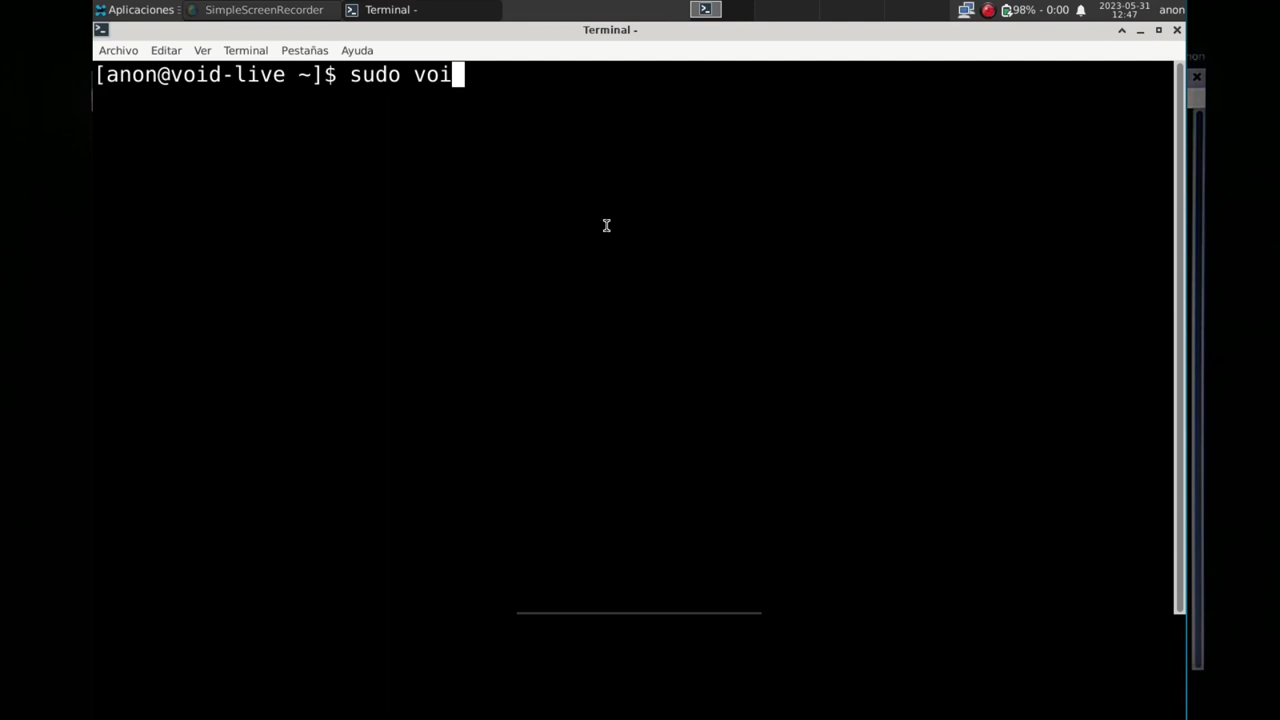 Aplicaciones
SimpleScreenRecorder
Terminal -
98% - 0:00
2023-05-31
12:47
anon
Terminal -
Archivo Editar Ver Terminal Pestañas Ayuda
[anon@void-live ~]$ sudo voi